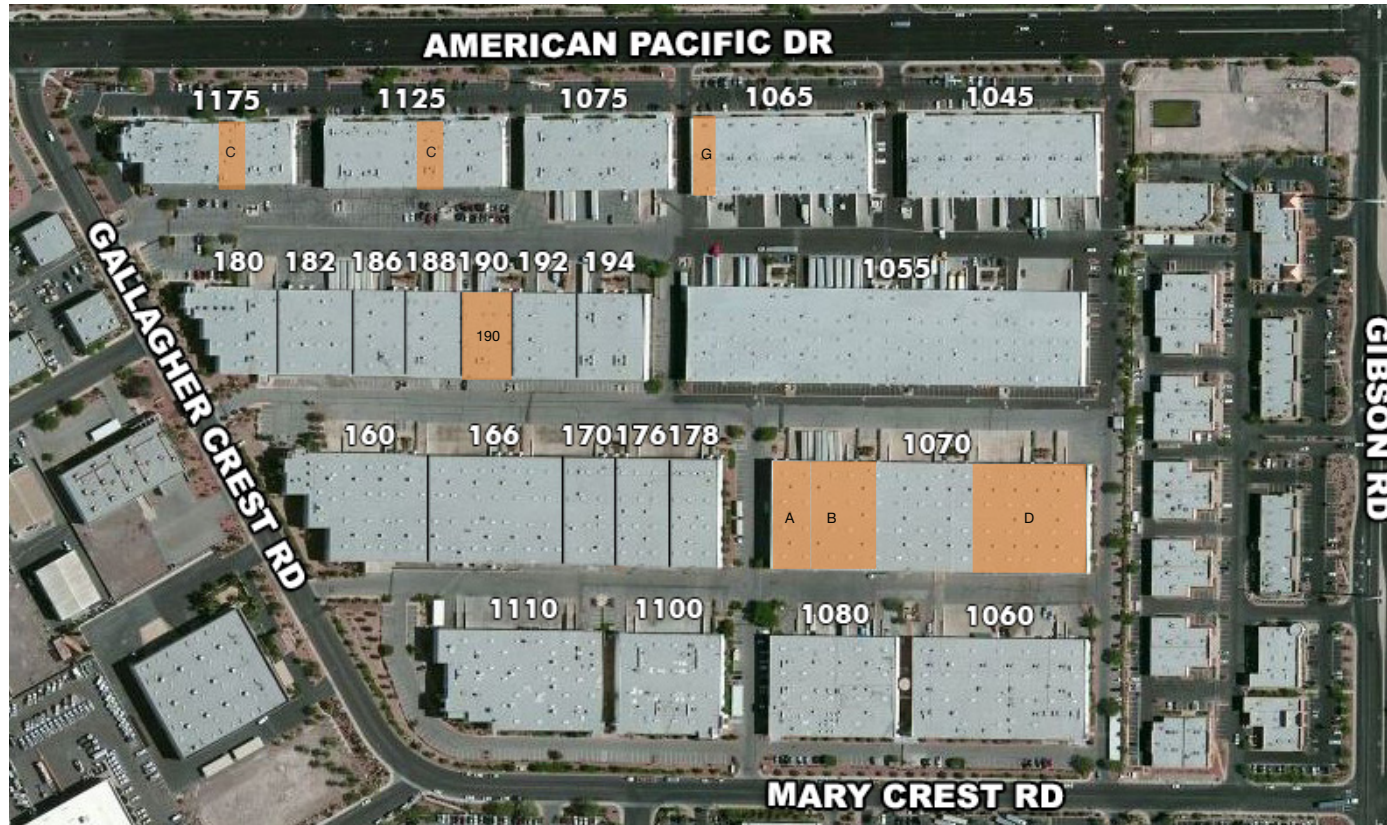 AMERICAN PACIFIC DR
1175 1125 1075 1065 1045
C C G
GALLAGHER CREST RD
180 182 186 188 190 192 194 1055
190
GIBSON RD
160 166 170 176 178 1070
A B D
1110 1100 1080 1060
MARY CREST RD